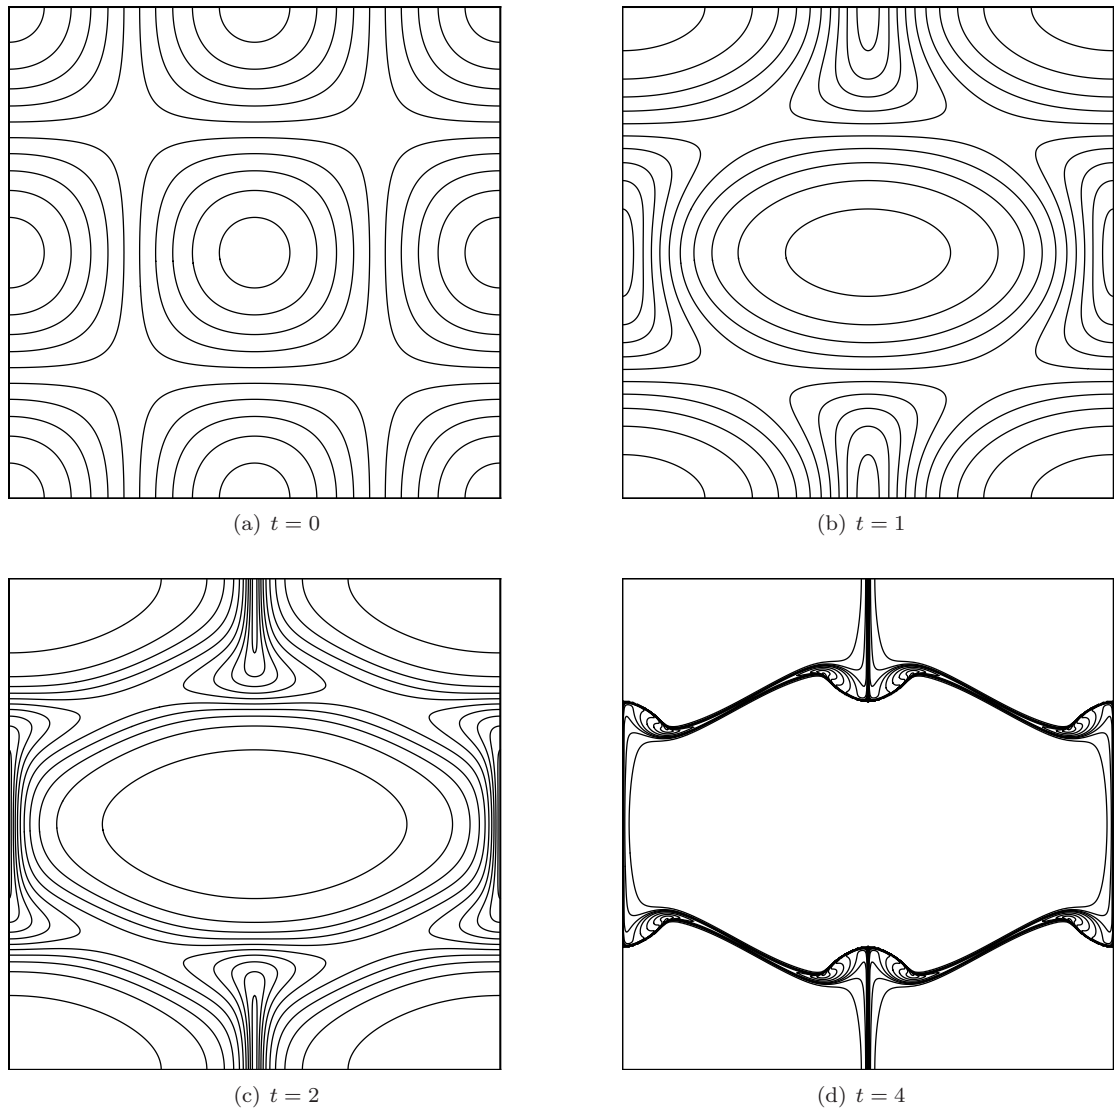 (a) t = 0
(b) t = 1
(c) t = 2
(d) t = 4